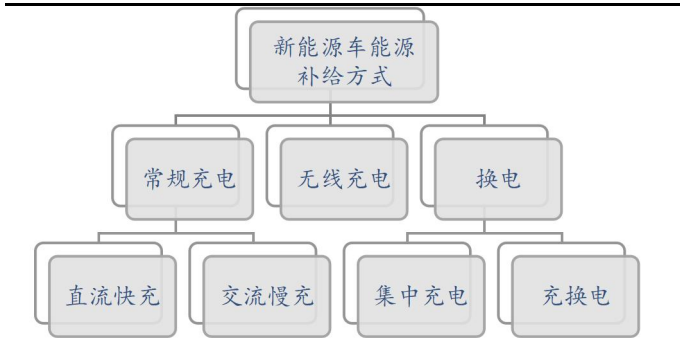 新能源车能源
补给方式
常规充电
无线充电
换电
直流快充
交流慢充
集中充电
充换电